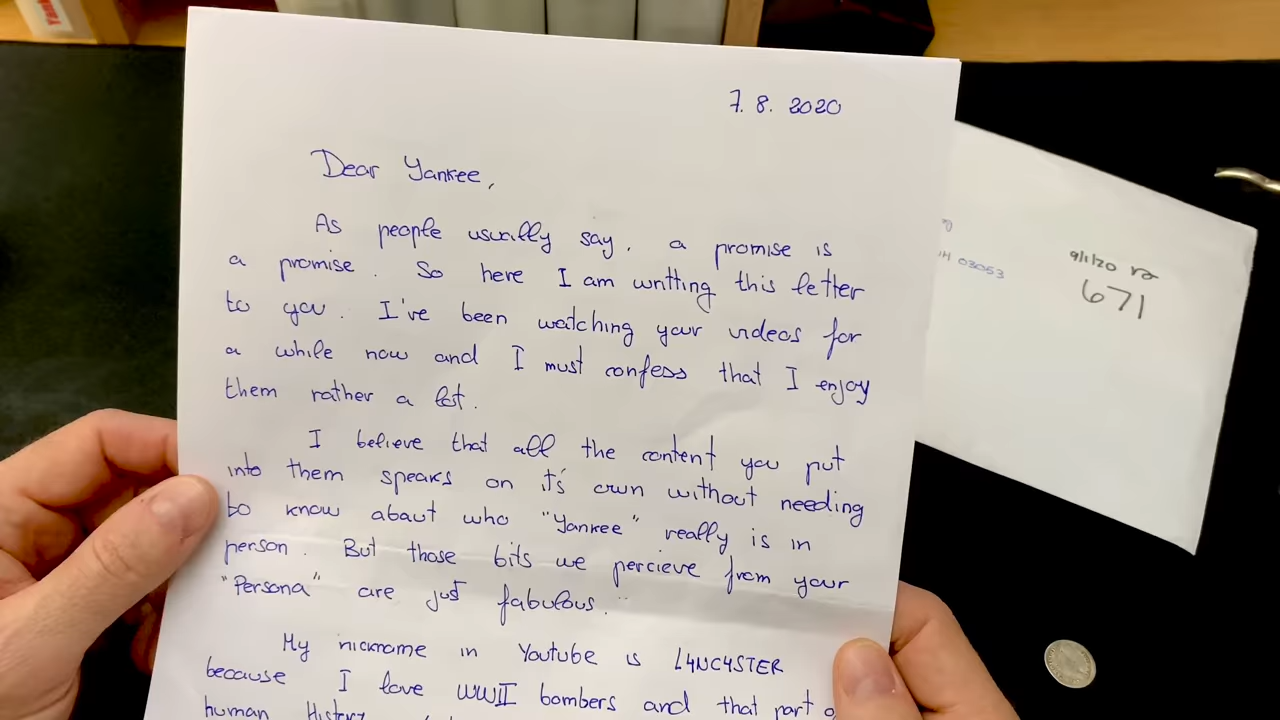 7. 8. 2020
Dear Yankee,
As people usually say, a promise is
a promise. So here I am writting this letter
to you. I've been watching your videos for
a while now and I must confess that I enjoy
them rather a lot.
I believe that all the content you put
into them speaks on it's own without needing
to know about who "Yankee" really is in
person. But those bits we percieve from your
"Persona" are just fabulous.
My nickname in Youtube is L4NC4STER
because I love WWII bombers and that part o
human History
03053
9/1/20
671